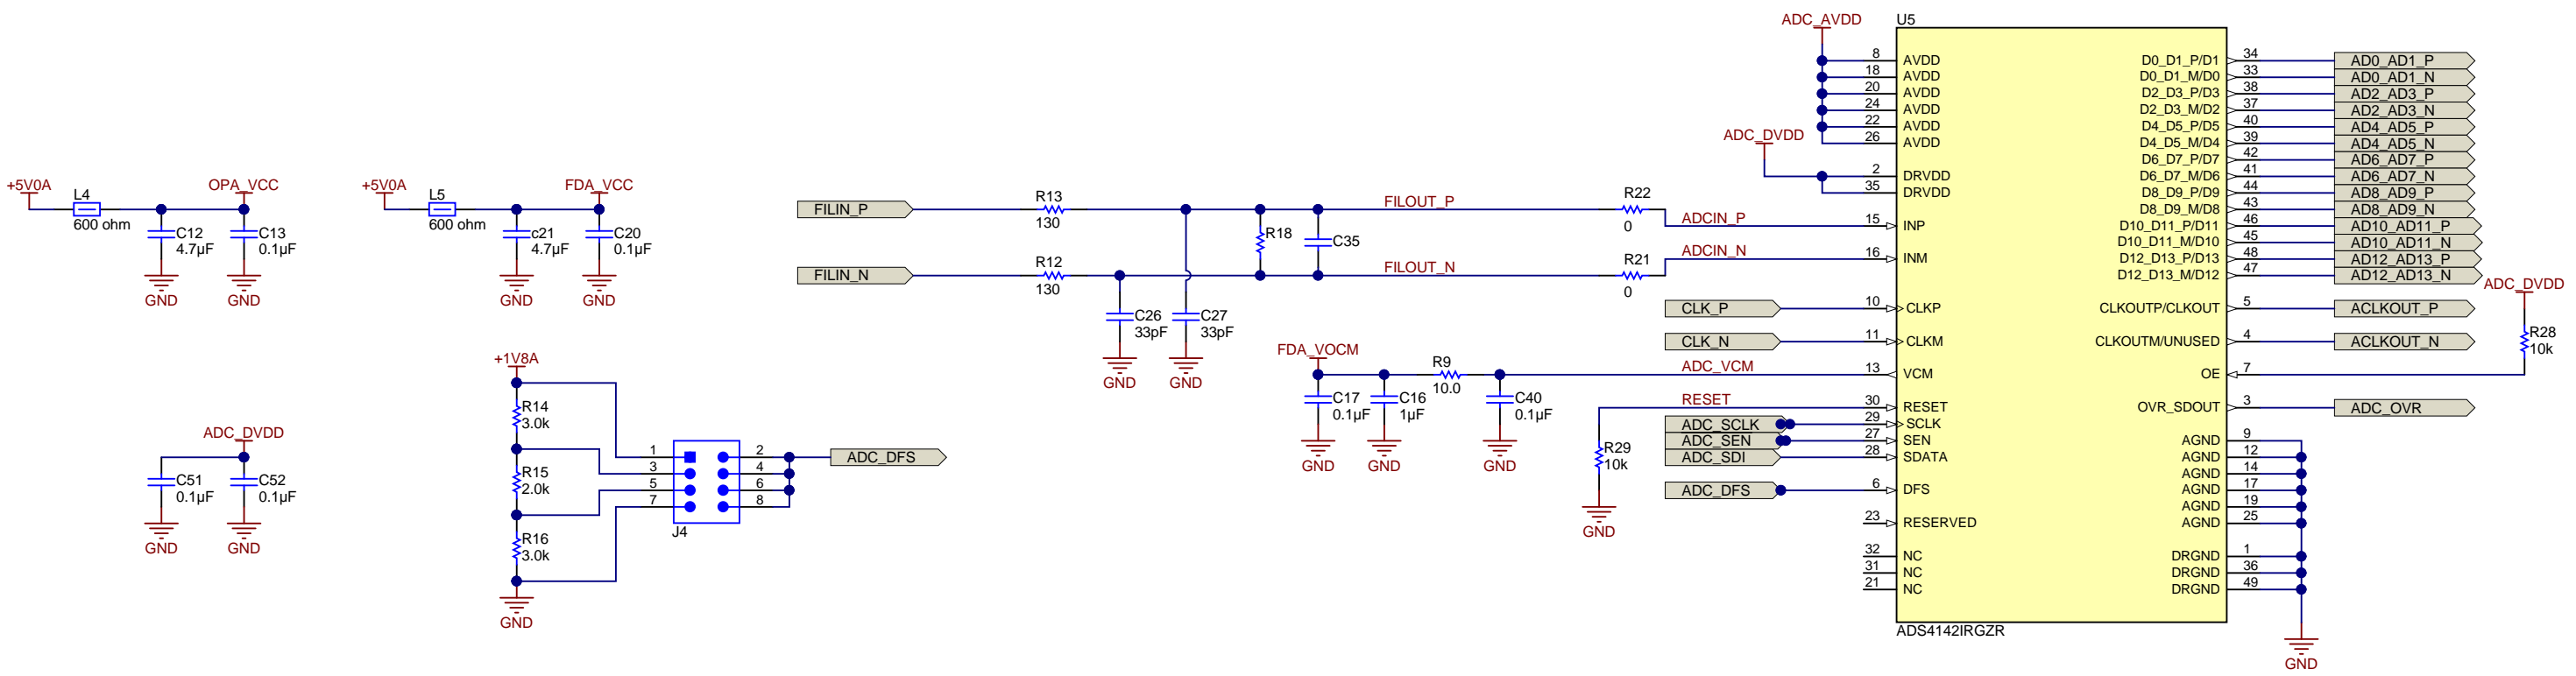 +5V0A
L4
600 ohm
OPA_VCC
C12
4.7µF
C13
0.1µF
GND
GND
+5V0A
L5
600 ohm
FDA_VCC
c21
4.7µF
C20
0.1µF
GND
GND
ADC_DVDD
C51
0.1µF
C52
0.1µF
GND
GND
+1V8A
R14
3.0k
R15
2.0k
R16
3.0k
GND
1
3
5
7
2
4
6
8
J4
ADC_DFS
FILIN_P
R13
130
FILIN_N
R12
130
C26
33pF
C27
33pF
GND
GND
R18
C35
FILOUT_P
FILOUT_N
R22
0
R21
0
ADCIN_P
ADCIN_N
CLK_P
CLK_N
FDA_VOCM
C17
0.1µF
C16
1µF
R9
10.0
C40
0.1µF
GND
GND
GND
ADC_VCM
RESET
R29
10k
GND
ADC_SCLK
ADC_SEN
ADC_SDI
ADC_DFS
ADC_AVDD
ADC_DVDD
U5
8 AVDD
18 AVDD
20 AVDD
24 AVDD
22 AVDD
26 AVDD
2 DRVDD
35 DRVDD
15 INP
16 INM
10 CLKP
11 CLKM
13 VCM
30 RESET
29 SCLK
27 SEN
28 SDATA
6 DFS
23 RESERVED
32 NC
31 NC
21 NC
ADS4142IRGZR
D0_D1_P/D1 34 AD0_AD1_P
D0_D1_M/D0 33 AD0_AD1_N
D2_D3_P/D3 38 AD2_AD3_P
D2_D3_M/D2 37 AD2_AD3_N
D4_D5_P/D5 40 AD4_AD5_P
D4_D5_M/D4 39 AD4_AD5_N
D6_D7_P/D7 42 AD6_AD7_P
D6_D7_M/D6 41 AD6_AD7_N
D8_D9_P/D9 44 AD8_AD9_P
D8_D9_M/D8 43 AD8_AD9_N
D10_D11_P/D11 46 AD10_AD11_P
D10_D11_M/D10 45 AD10_AD11_N
D12_D13_P/D13 48 AD12_AD13_P
D12_D13_M/D12 47 AD12_AD13_N
CLKOUTP/CLKOUT 5 ACLKOUT_P
CLKOUTM/UNUSED 4 ACLKOUT_N
OE 7
OVR_SDOUT 3 ADC_OVR
AGND 9
AGND 12
AGND 14
AGND 17
AGND 19
AGND 25
DRGND 1
DRGND 36
DRGND 49
GND
ADC_DVDD
R28
10k